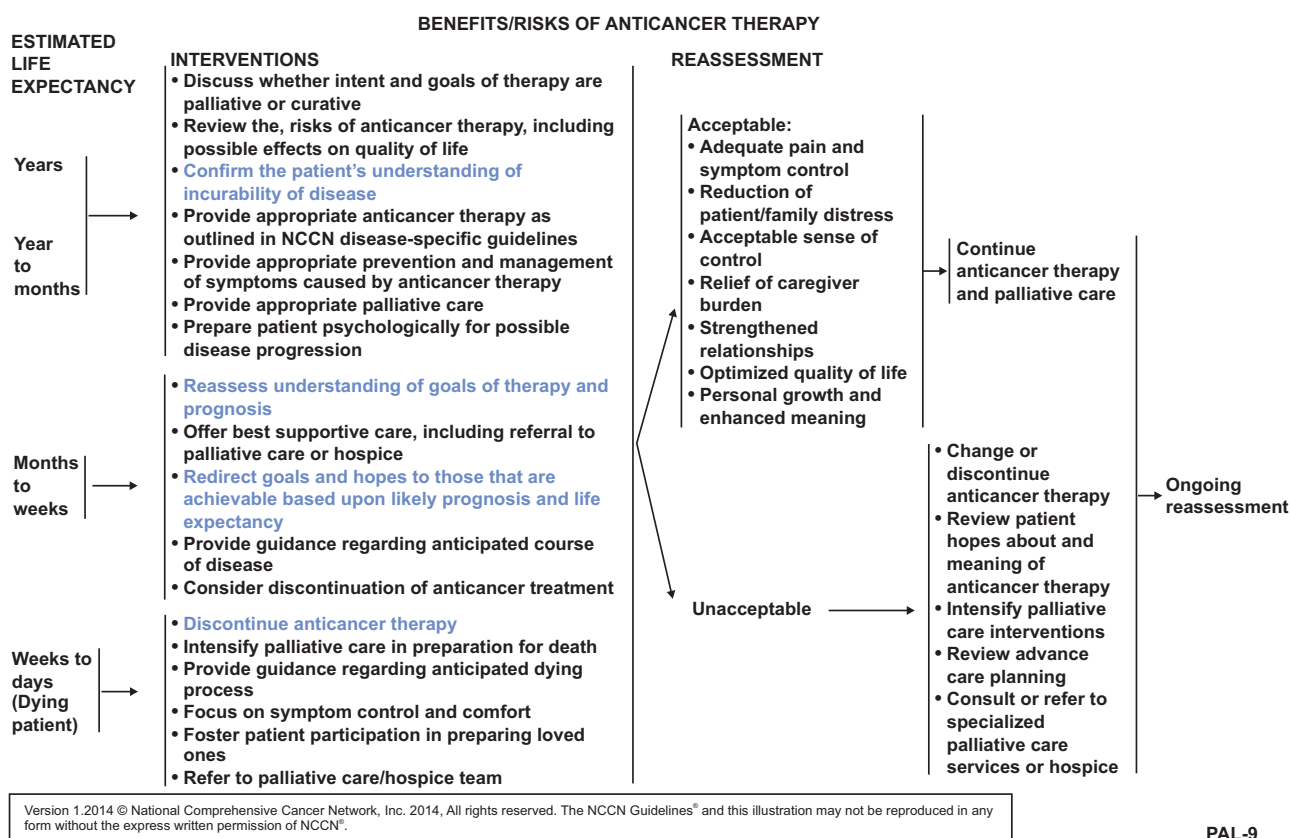 BENEFITS/RISKS OF ANTICANCER THERAPY
ESTIMATED
LIFE
EXPECTANCY
INTERVENTIONS
REASSESSMENT
Years
Year
to
months
• Discuss whether intent and goals of therapy are
palliative or curative
• Review the, risks of anticancer therapy, including
possible effects on quality of life
• Confirm the patient's understanding of
incurability of disease
• Provide appropriate anticancer therapy as
outlined in NCCN disease-specific guidelines
• Provide appropriate prevention and management
of symptoms caused by anticancer therapy
• Provide appropriate palliative care
• Prepare patient psychologically for possible
disease progression
Months
to
weeks
• Reassess understanding of goals of therapy and
prognosis
• Offer best supportive care, including referral to
palliative care or hospice
• Redirect goals and hopes to those that are
achievable based upon likely prognosis and life
expectancy
• Provide guidance regarding anticipated course
of disease
• Consider discontinuation of anticancer treatment
Weeks to
days
(Dying
patient)
• Discontinue anticancer therapy
• Intensify palliative care in preparation for death
• Provide guidance regarding anticipated dying
process
• Focus on symptom control and comfort
• Foster patient participation in preparing loved
ones
• Refer to palliative care/hospice team
Acceptable:
• Adequate pain and
symptom control
• Reduction of
patient/family distress
• Acceptable sense of
control
• Relief of caregiver
burden
• Strengthened
relationships
• Optimized quality of life
• Personal growth and
enhanced meaning
Continue
anticancer therapy
and palliative care
Unacceptable
• Change or
discontinue
anticancer therapy
• Review patient
hopes about and
meaning of
anticancer therapy
• Intensify palliative
care interventions
• Review advance
care planning
• Consult or refer to
specialized
palliative care
services or hospice
Ongoing
reassessment
Version 1.2014 © National Comprehensive Cancer Network, Inc. 2014, All rights reserved. The NCCN Guidelines® and this illustration may not be reproduced in any
form without the express written permission of NCCN®.
PAL-9